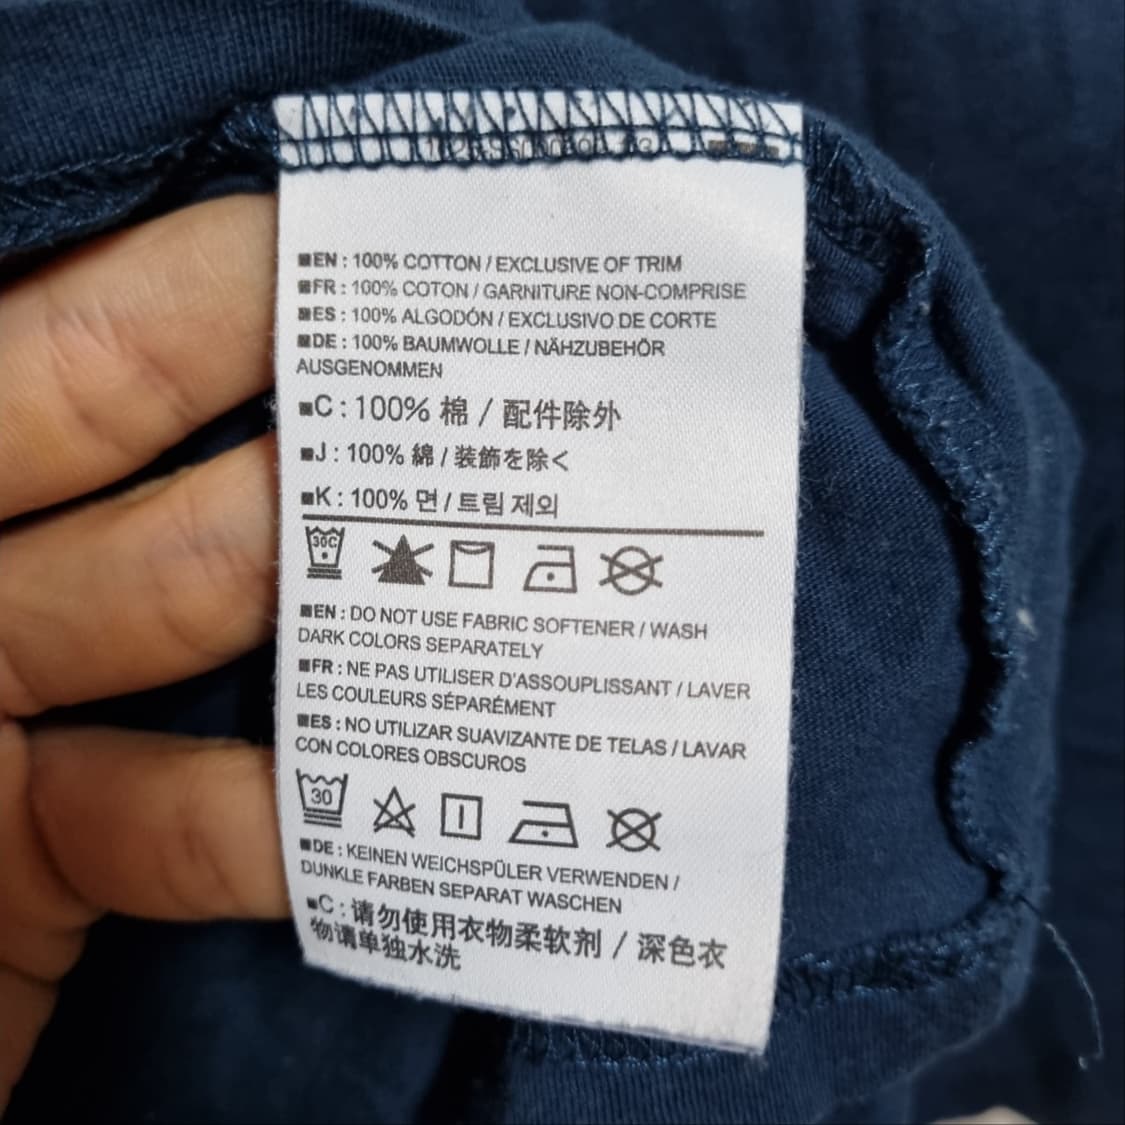 ■EN : 100% COTTON / EXCLUSIVE OF TRIM
■FR : 100% COTON / GARNITURE NON-COMPRISE
■ES : 100% ALGODÓN / EXCLUSIVO DE CORTE
■DE : 100% BAUMWOLLE / NÄHZUBEHÖR
AUSGENOMMEN
■C : 100% 棉 / 配件除外
■J : 100% 綿 / 装飾を除く
■K : 100% 면 / 트림 제외
30C
■EN : DO NOT USE FABRIC SOFTENER / WASH
DARK COLORS SEPARATELY
■FR : NE PAS UTILISER D'ASSOUPLISSANT / LAVER
LES COULEURS SÉPARÉMENT
■ES : NO UTILIZAR SUAVIZANTE DE TELAS / LAVAR
CON COLORES OBSCUROS
30
■DE : KEINEN WEICHSPÜLER VERWENDEN /
DUNKLE FARBEN SEPARAT WASCHEN
■C : 请勿使用衣物柔软剂 / 深色衣
物请单独水洗